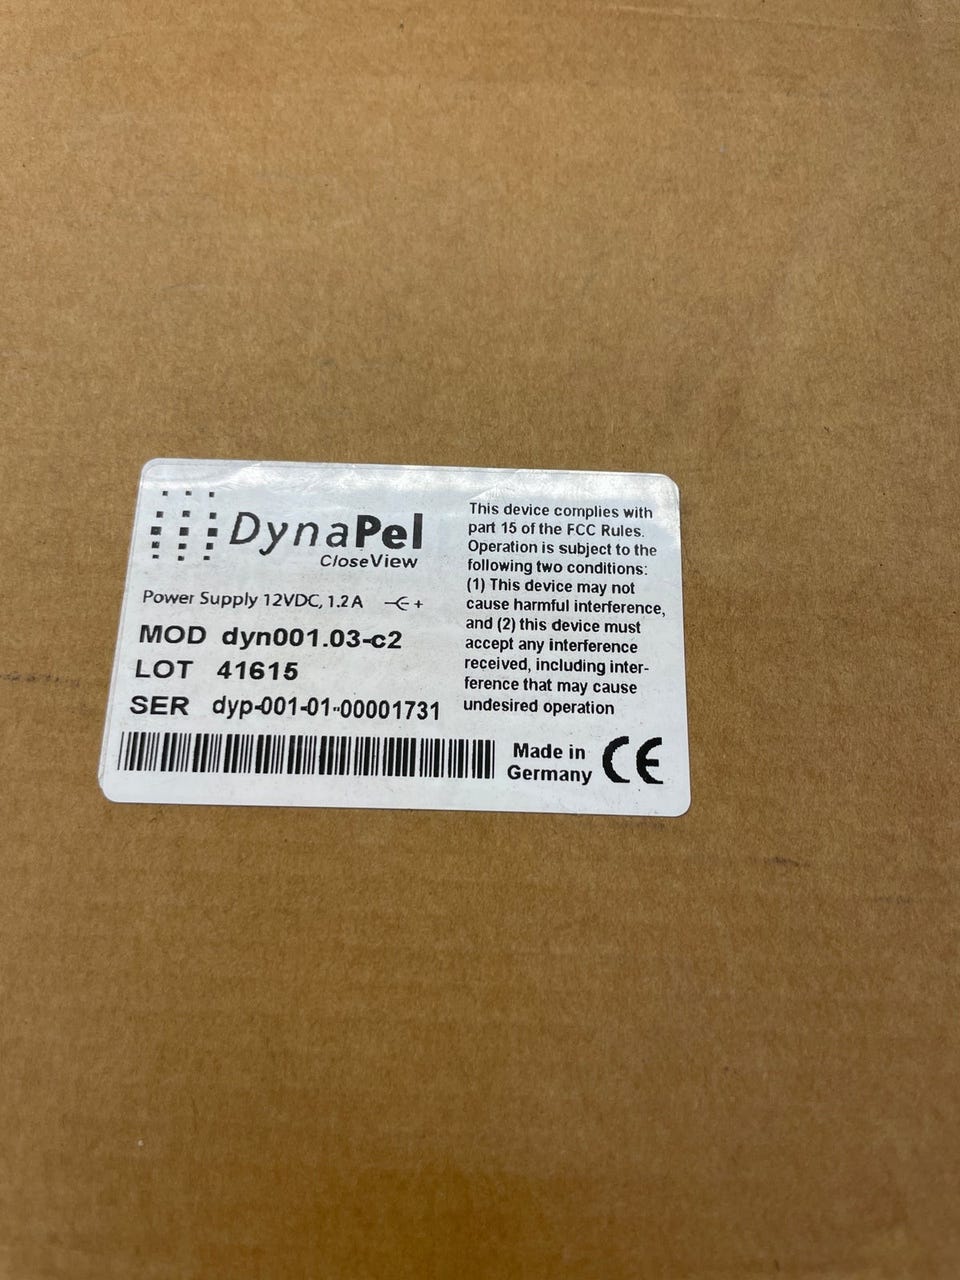 DynaPel
CloseView
Power Supply 12VDC, 1.2A +
MOD dyn001.03-c2
LOT 41615
SER dyp-001-01-00001731
This device complies with
part 15 of the FCC Rules.
Operation is subject to the
following two conditions:
(1) This device may not
cause harmful interference,
and (2) this device must
accept any interference
received, including inter-
ference that may cause
undesired operation
Made in
Germany
CE